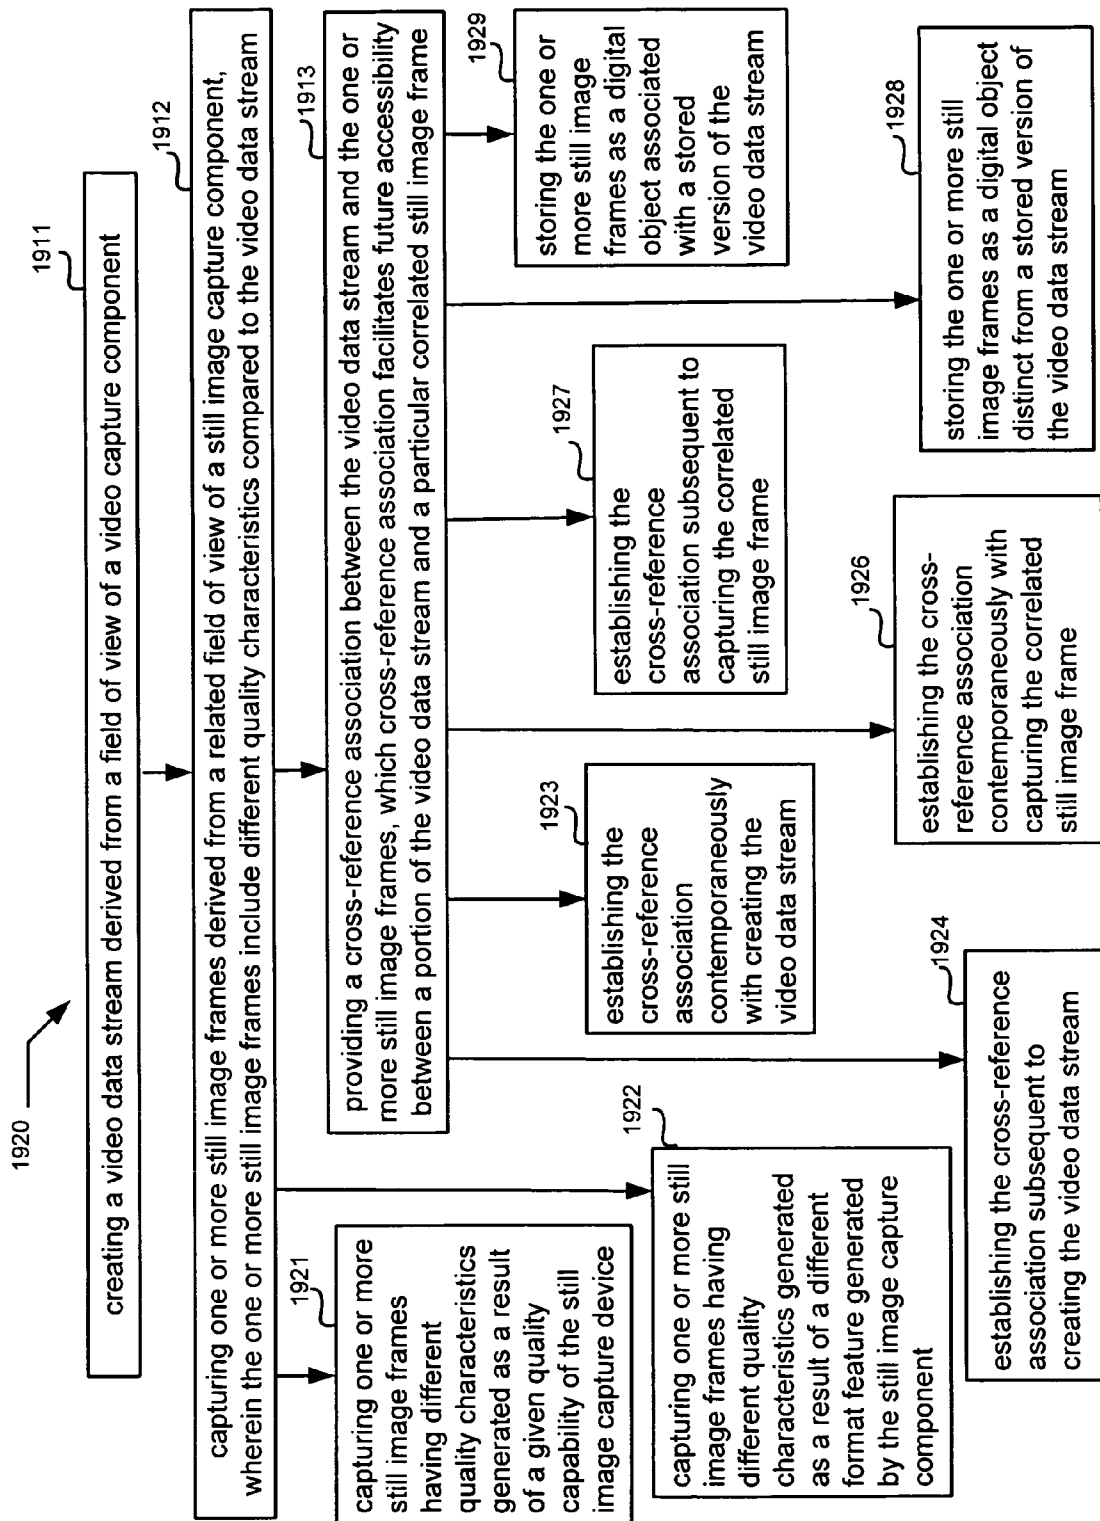 1920
1911
creating a video data stream derived from a field of view of a video capture component
1912
capturing one or more still image frames derived from a related field of view of a still image capture component,
wherein the one or more still image frames include different quality characteristics compared to the video data stream
1913
providing a cross-reference association between the video data stream and the one or
more still image frames, which cross-reference association facilitates future accessibility
between a portion of the video data stream and a particular correlated still image frame
1921
capturing one or more
still image frames
having different
quality characteristics
generated as a result
of a given quality
capability of the still
image capture device
1922
capturing one or more still
image frames having
different quality
characteristics generated
as a result of a different
format feature generated
by the still image capture
component
1923
establishing the
cross-reference
association
contemporaneously
with creating the
video data stream
1924
establishing the cross-reference
association subsequent to
creating the video data stream
1927
establishing the
cross-reference
association subsequent to
capturing the correlated
still image frame
1926
establishing the cross-
reference association
contemporaneously with
capturing the correlated
still image frame
1929
storing the one or
more still image
frames as a digital
object associated
with a stored
version of the
video data stream
1928
storing the one or more still
image frames as a digital object
distinct from a stored version of
the video data stream